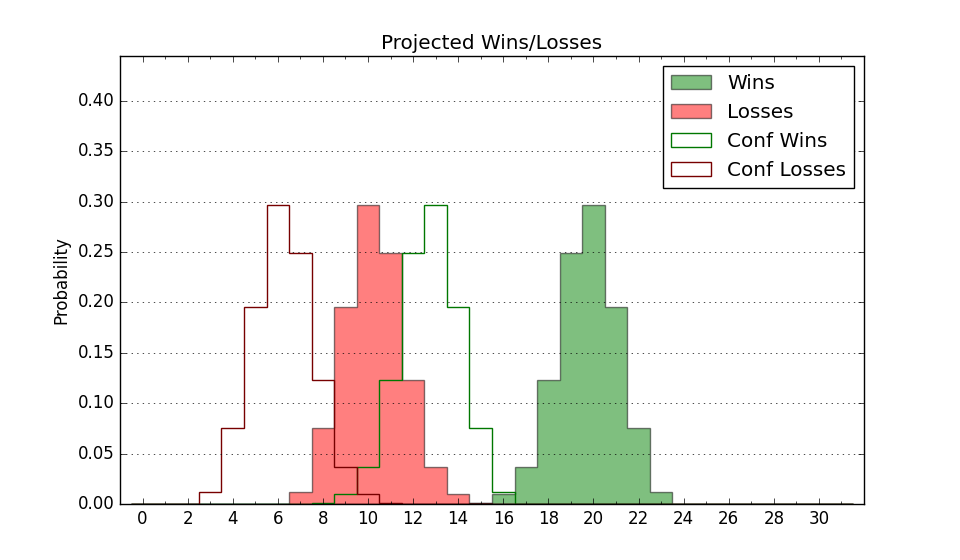 Projected Wins/Losses
Wins
Losses
Conf Wins
Conf Losses
Probability
0.40
0.35
0.30
0.25
0.20
0.15
0.10
0.05
0.00
0 2 4 6 8 10 12 14 16 18 20 22 24 26 28 30